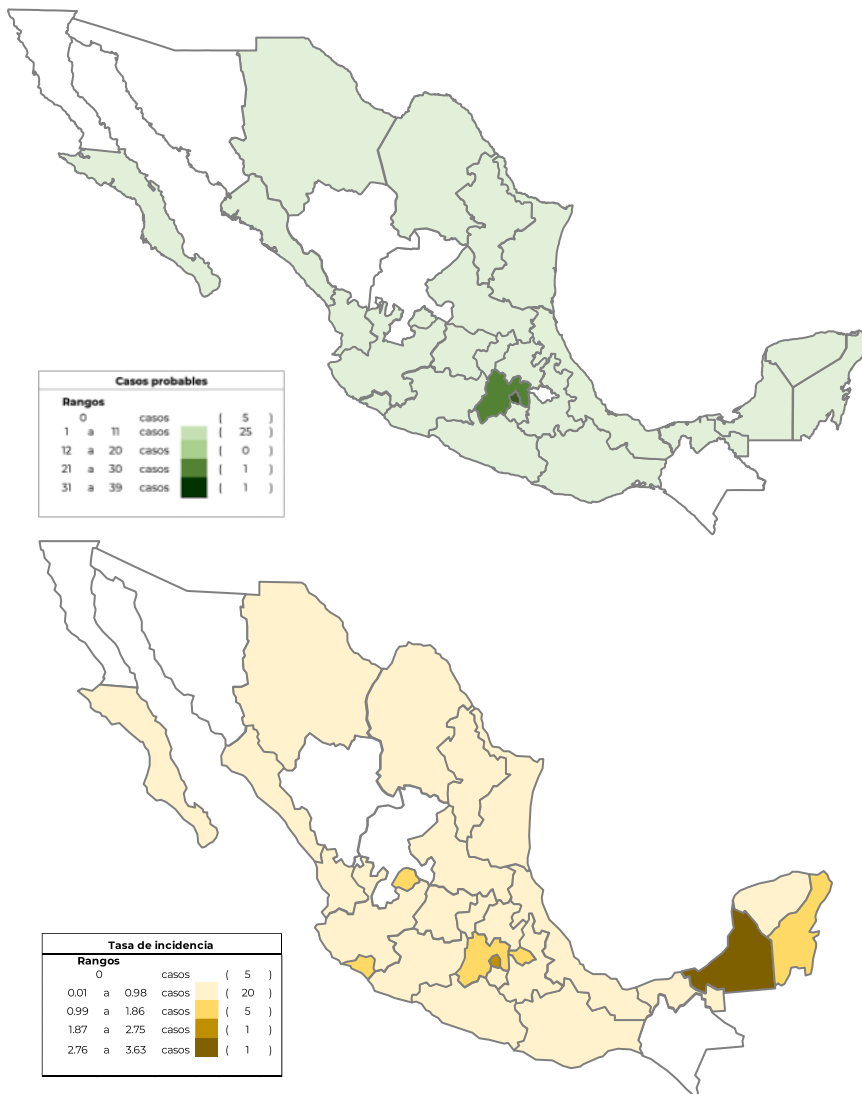 Casos probables
Rangos
0 casos ( 5 )
1 a 11 casos ( 25 )
12 a 20 casos ( 0 )
21 a 30 casos ( 1 )
31 a 39 casos ( 1 )
Tasa de incidencia
Rangos
0 casos ( 5 )
0.01 a 0.98 casos ( 20 )
0.99 a 1.86 casos ( 5 )
1.87 a 2.75 casos ( 1 )
2.76 a 3.63 casos ( 1 )